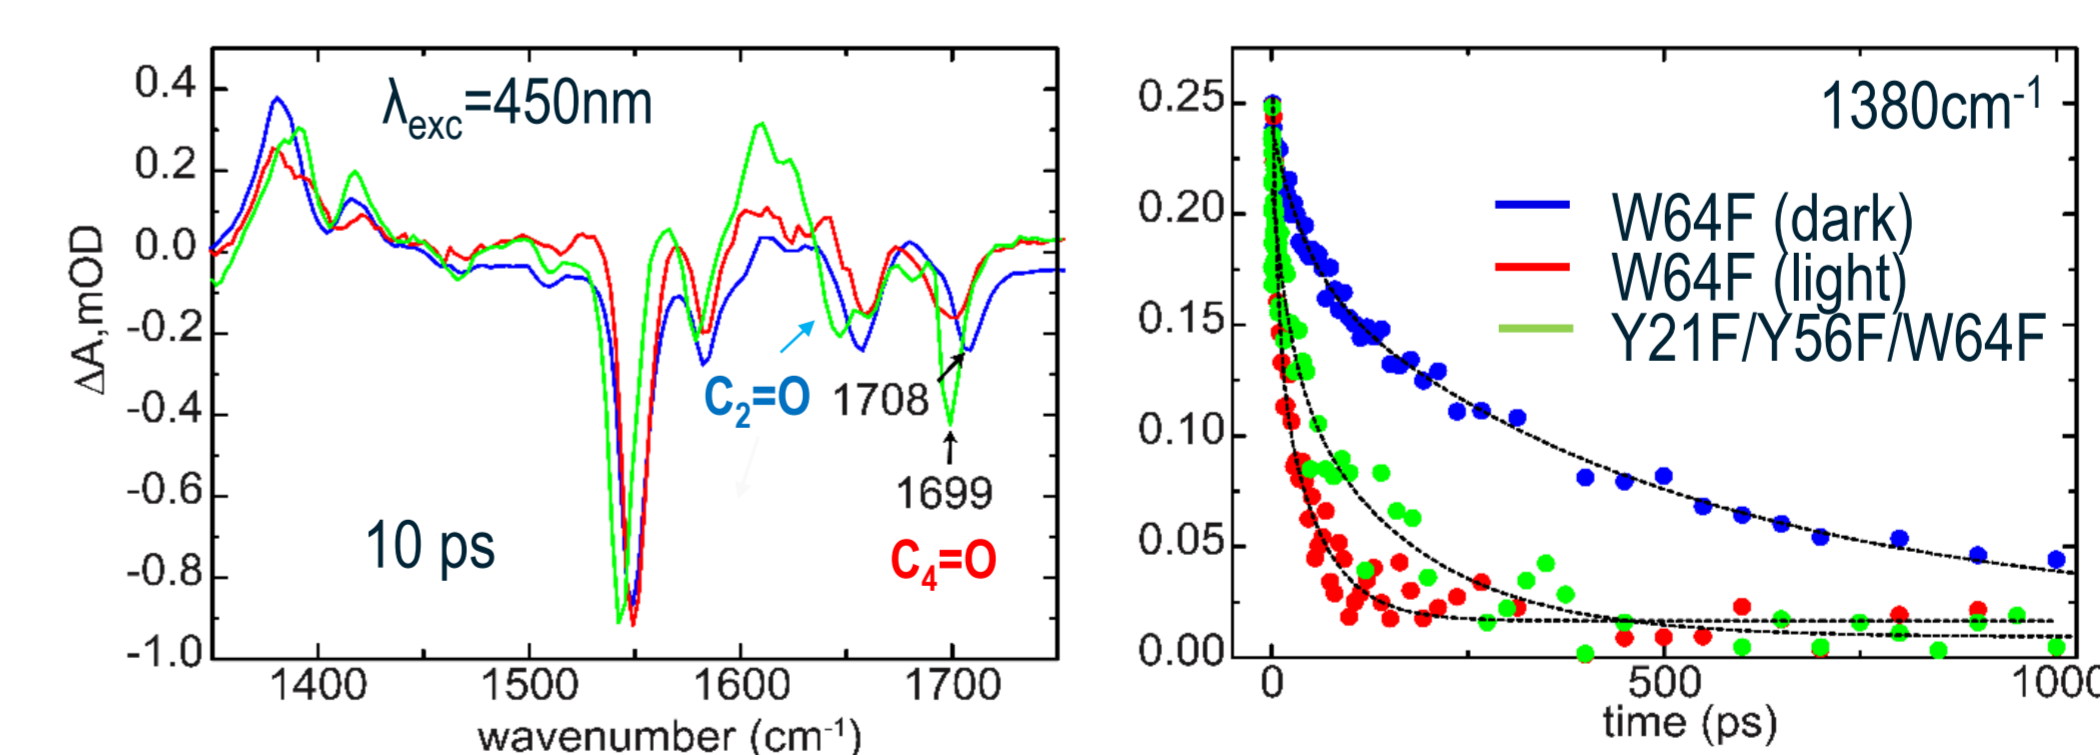 0.4
0.2
0.0
-0.2
-0.4
-0.6
-0.8
-1.0
ΔA,mOD
λexc=450nm
C2=O
1708
1699
C4=O
10 ps
1400
1500
1600
1700
wavenumber (cm-1)
0.25
0.20
0.15
0.10
0.05
0.00
1380cm-1
W64F (dark)
W64F (light)
Y21F/Y56F/W64F
0
500
1000
time (ps)